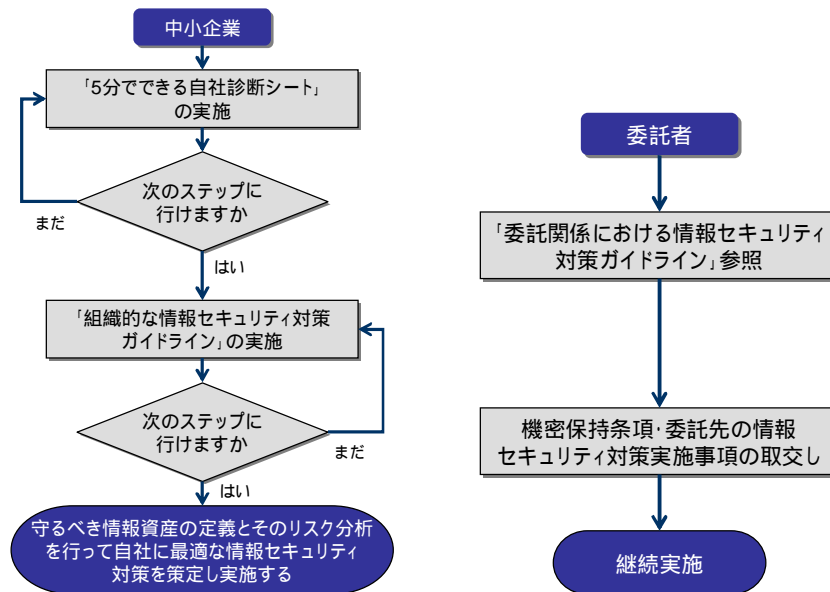 中小企業
「5分でできる自社診断シート」
の実施
次のステップに
行けますか
まだ
はい
「組織的な情報セキュリティ対策
ガイドライン」の実施
次のステップに
行けますか
まだ
はい
守るべき情報資産の定義とそのリスク分析
を行って自社に最適な情報セキュリティ
対策を策定し実施する
委託者
「委託関係における情報セキュリティ
対策ガイドライン」参照
機密保持条項・委託先の情報
セキュリティ対策実施事項の取交し
継続実施